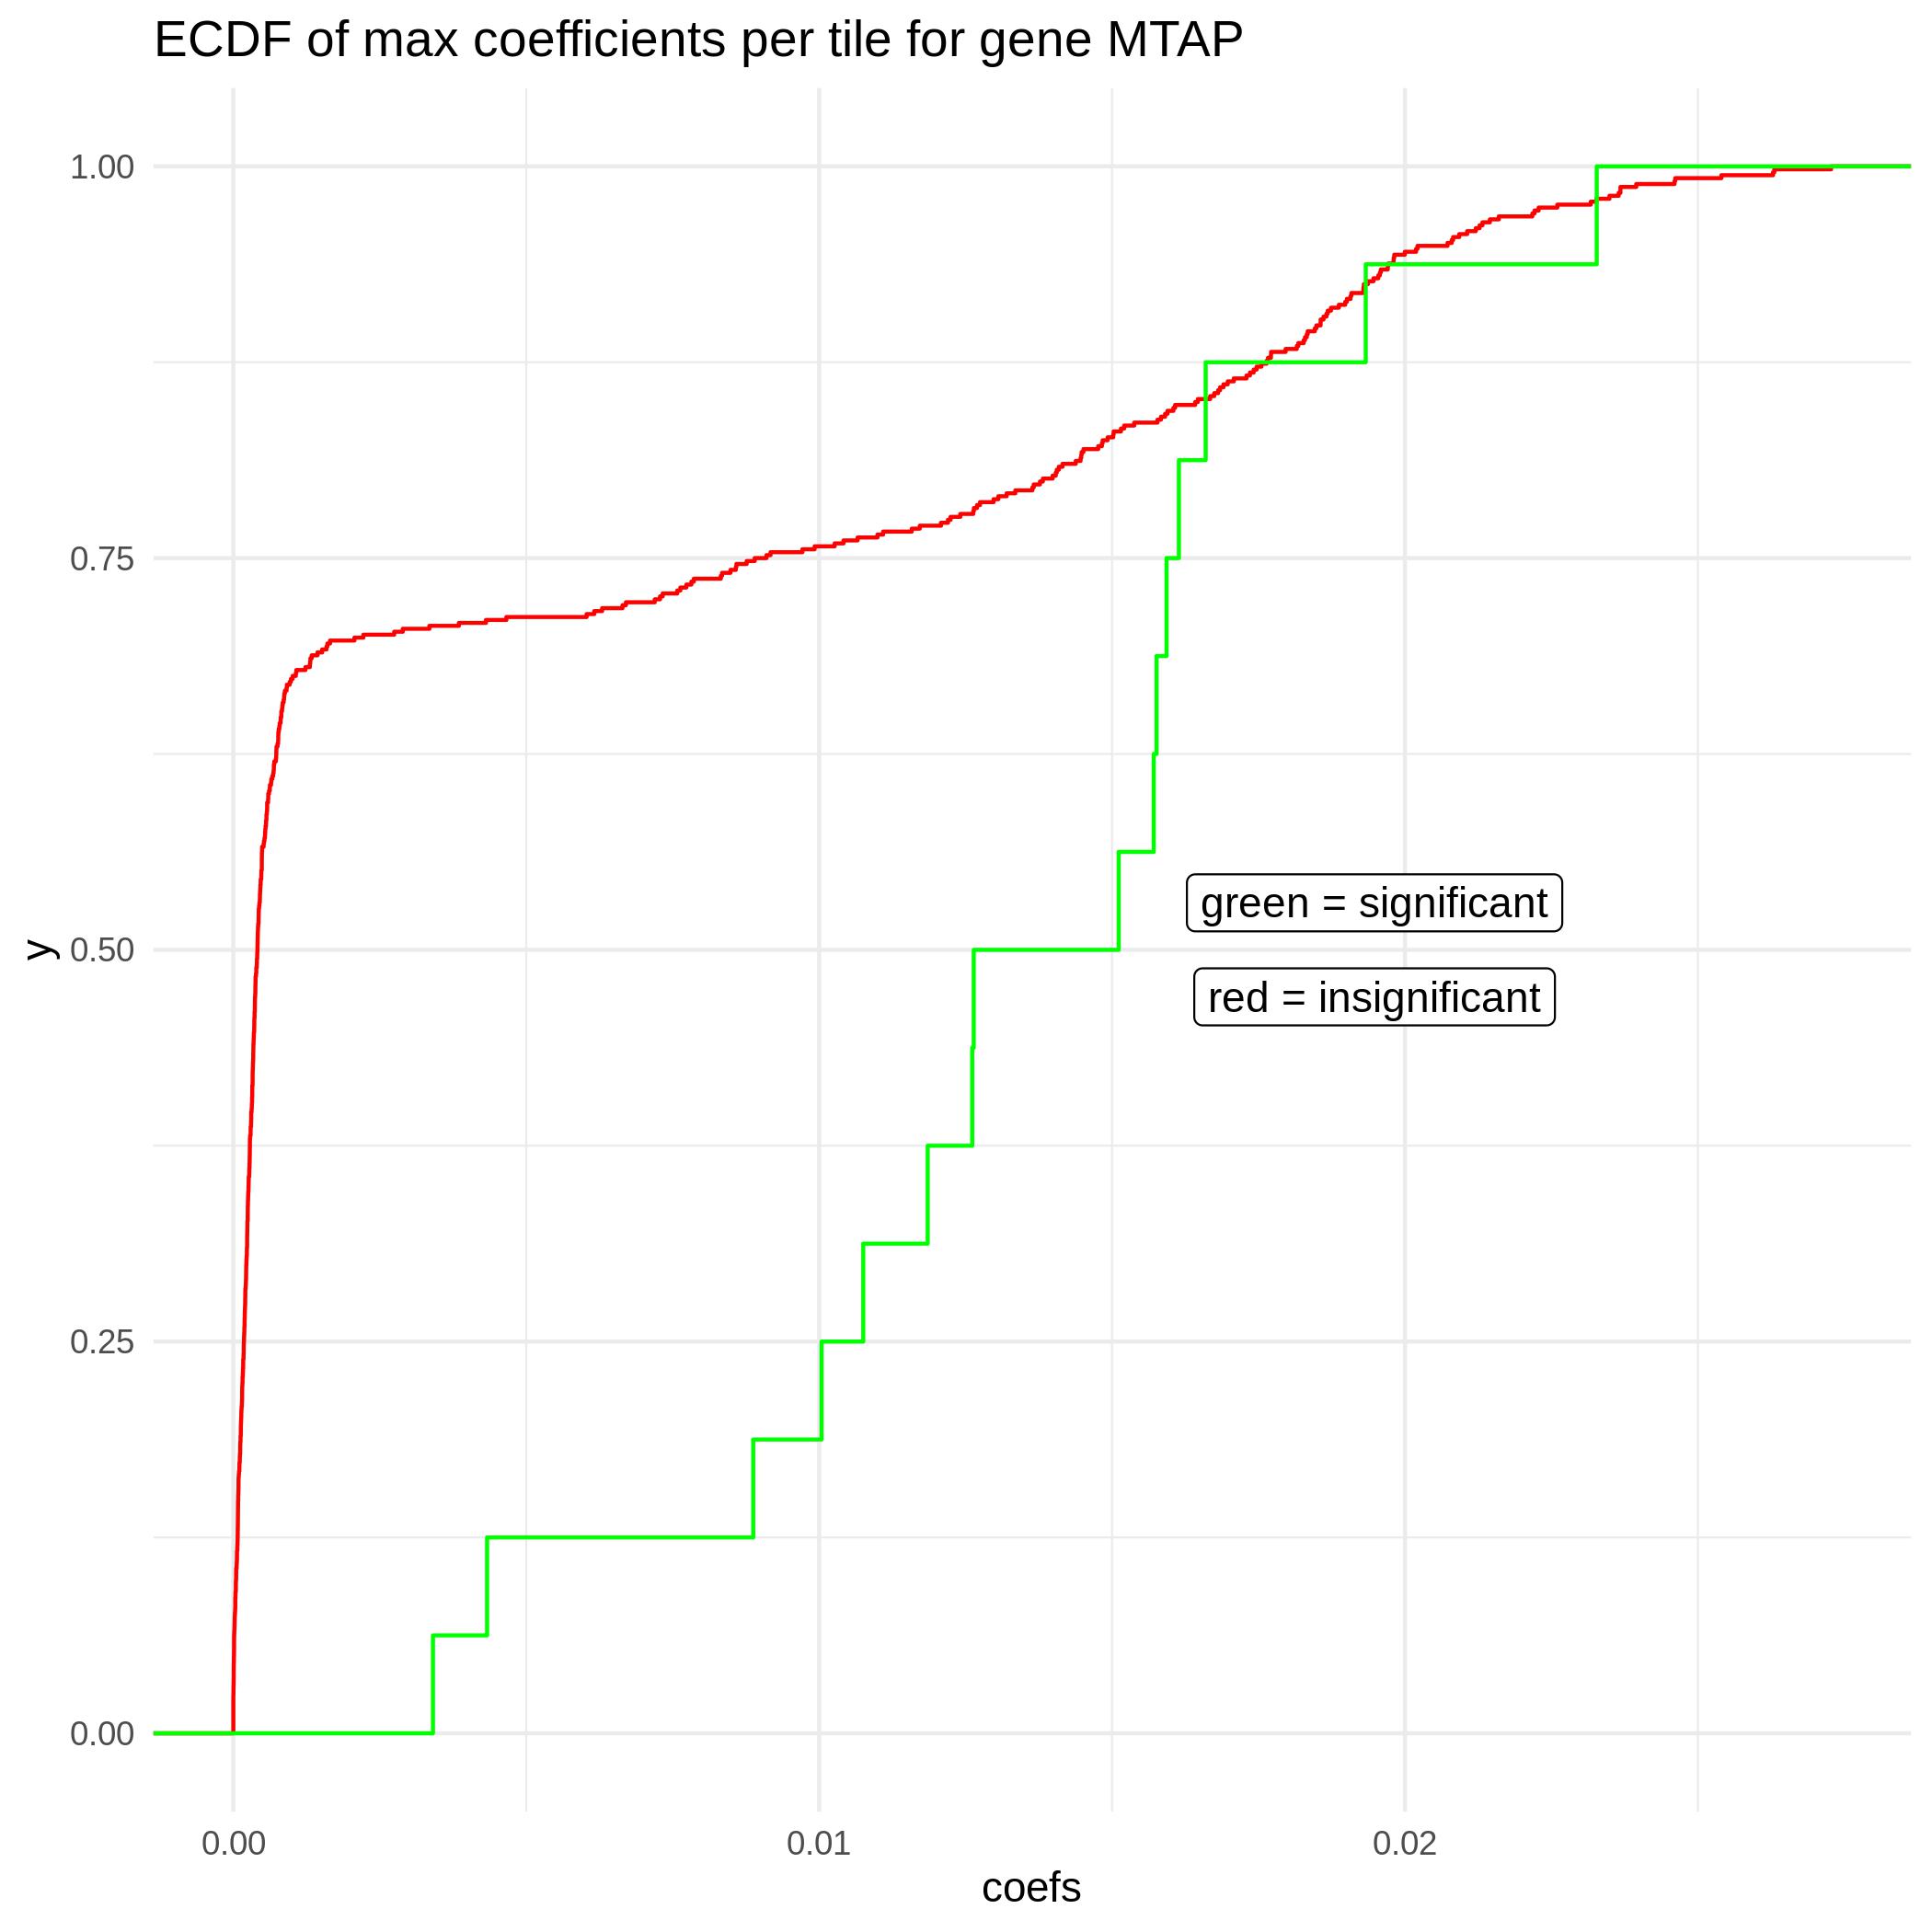 ECDF of max coefficients per tile for gene MTAP
1.00
0.75
0.50
0.25
0.00
y
green = significant
red = insignificant
0.00
0.01
0.02
coefs